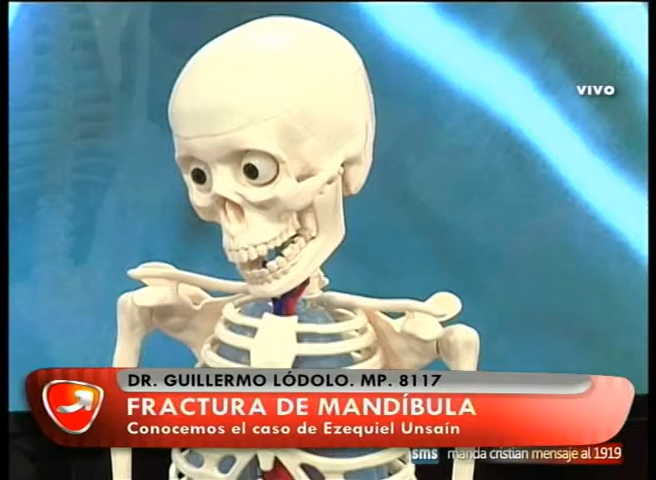 VIVO
DR. GUILLERMO LÓDOLO. MP. 8117
FRACTURA DE MANDÍBULA
Conocemos el caso de Ezequiel Unsaín
sms manda cristian mensaje al 1919